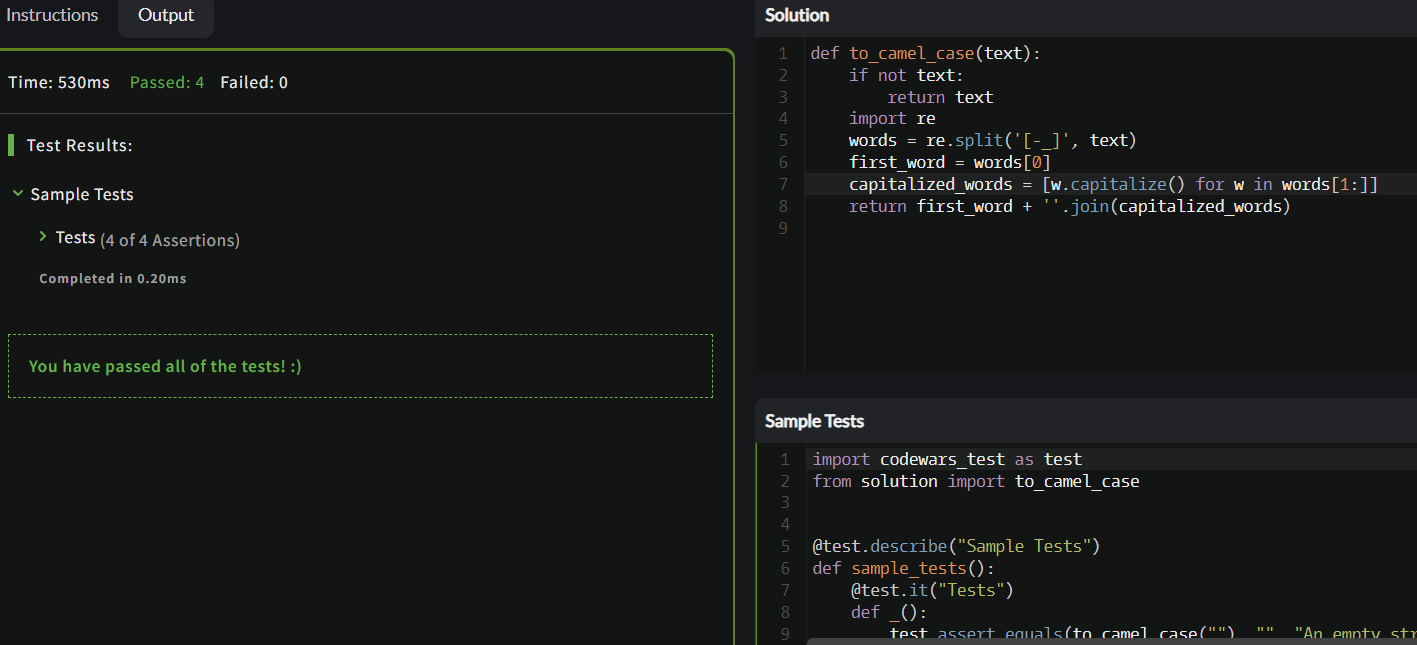 Instructions
Output
Time: 530ms Passed: 4 Failed: 0
Test Results:
Sample Tests
Tests (4 of 4 Assertions)
Completed in 0.20ms
You have passed all of the tests! :)
Solution
1 def to_camel_case(text):
2     if not text:
3         return text
4     import re
5     words = re.split('[-_]', text)
6     first_word = words[0]
7     capitalized_words = [w.capitalize() for w in words[1:]]
8     return first_word + ''.join(capitalized_words)
9
Sample Tests
1 import codewars_test as test
2 from solution import to_camel_case
3
4
5 @test.describe("Sample Tests")
6 def sample_tests():
7     @test.it("Tests")
8     def _():
9         test.assert_equals(to_camel_case(""), "", "An empty str